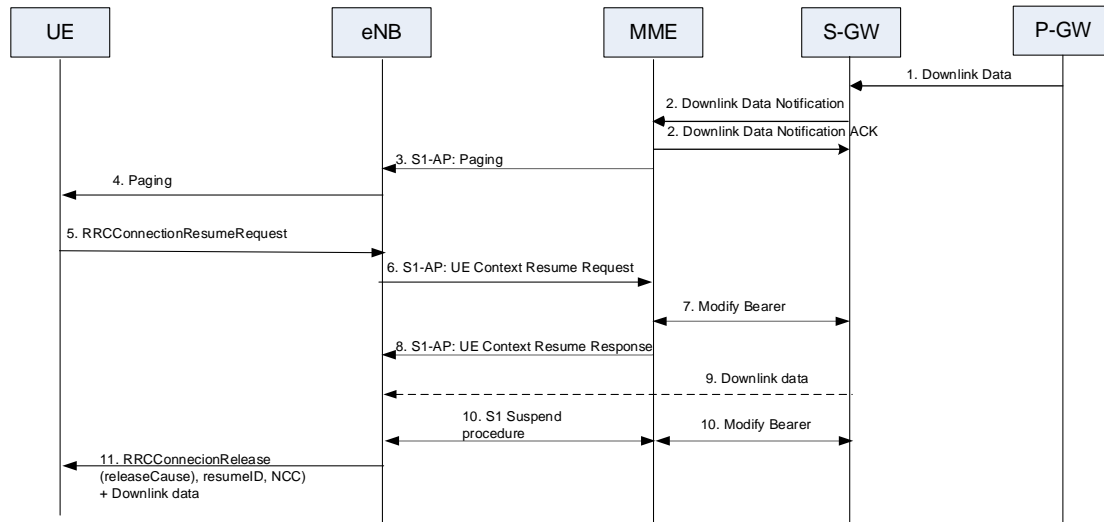 UE
eNB
MME
S-GW
P-GW
1. Downlink Data
2. Downlink Data Notification
2. Downlink Data Notification ACK
3. S1-AP: Paging
4. Paging
5. RRCConnectionResumeRequest
6. S1-AP: UE Context Resume Request
7. Modify Bearer
8. S1-AP: UE Context Resume Response
9. Downlink data
10. S1 Suspend
procedure
10. Modify Bearer
11. RRCConnecionRelease
(releaseCause), resumeID, NCC)
+ Downlink data